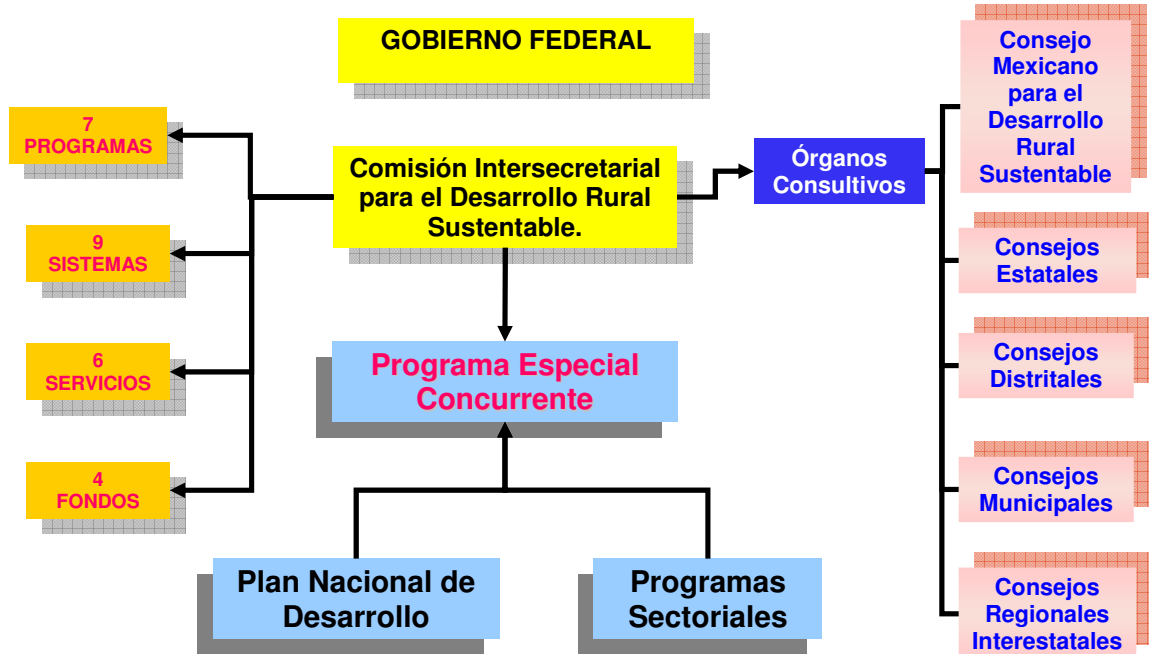 GOBIERNO FEDERAL
7
PROGRAMAS
9
SISTEMAS
6
SERVICIOS
4
FONDOS
Comisión Intersecretarial
para el Desarrollo Rural
Sustentable.
Programa Especial
Concurrente
Plan Nacional de
Desarrollo
Programas
Sectoriales
Órganos
Consultivos
Consejo
Mexicano
para el
Desarrollo
Rural
Sustentable
Consejos
Estatales
Consejos
Distritales
Consejos
Municipales
Consejos
Regionales
Interestatales